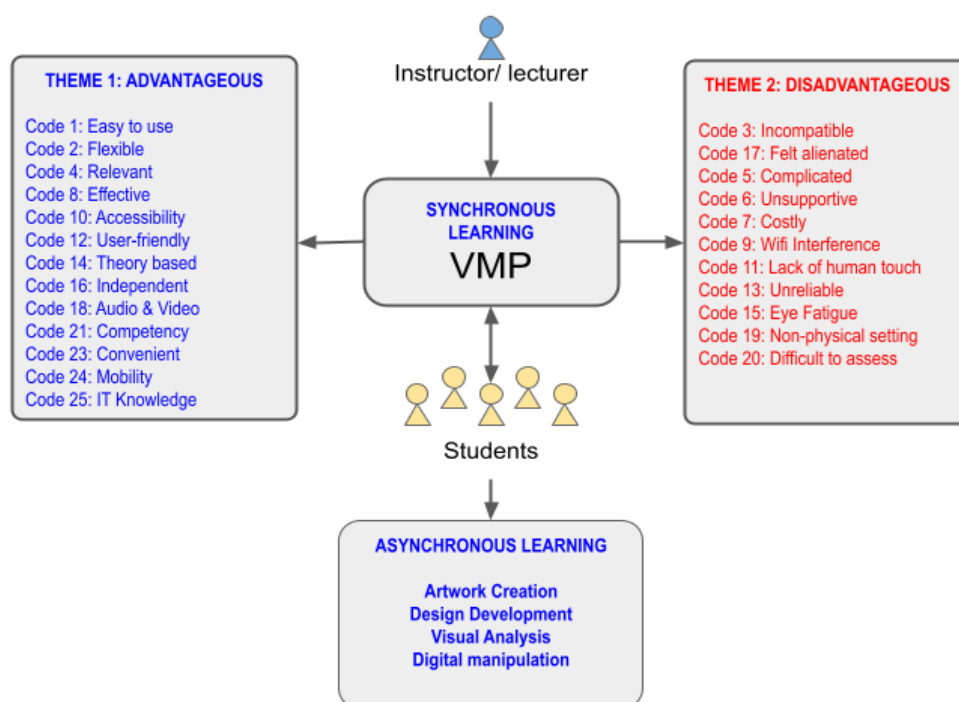 Instructor/ lecturer
THEME 1: ADVANTAGEOUS
Code 1: Easy to use
Code 2: Flexible
Code 4: Relevant
Code 8: Effective
Code 10: Accessibility
Code 12: User-friendly
Code 14: Theory based
Code 16: Independent
Code 18: Audio & Video
Code 21: Competency
Code 23: Convenient
Code 24: Mobility
Code 25: IT Knowledge
SYNCHRONOUS
LEARNING
VMP
THEME 2: DISADVANTAGEOUS
Code 3: Incompatible
Code 17: Felt alienated
Code 5: Complicated
Code 6: Unsupportive
Code 7: Costly
Code 9: Wifi Interference
Code 11: Lack of human touch
Code 13: Unreliable
Code 15: Eye Fatigue
Code 19: Non-physical setting
Code 20: Difficult to assess
Students
ASYNCHRONOUS LEARNING
Artwork Creation
Design Development
Visual Analysis
Digital manipulation